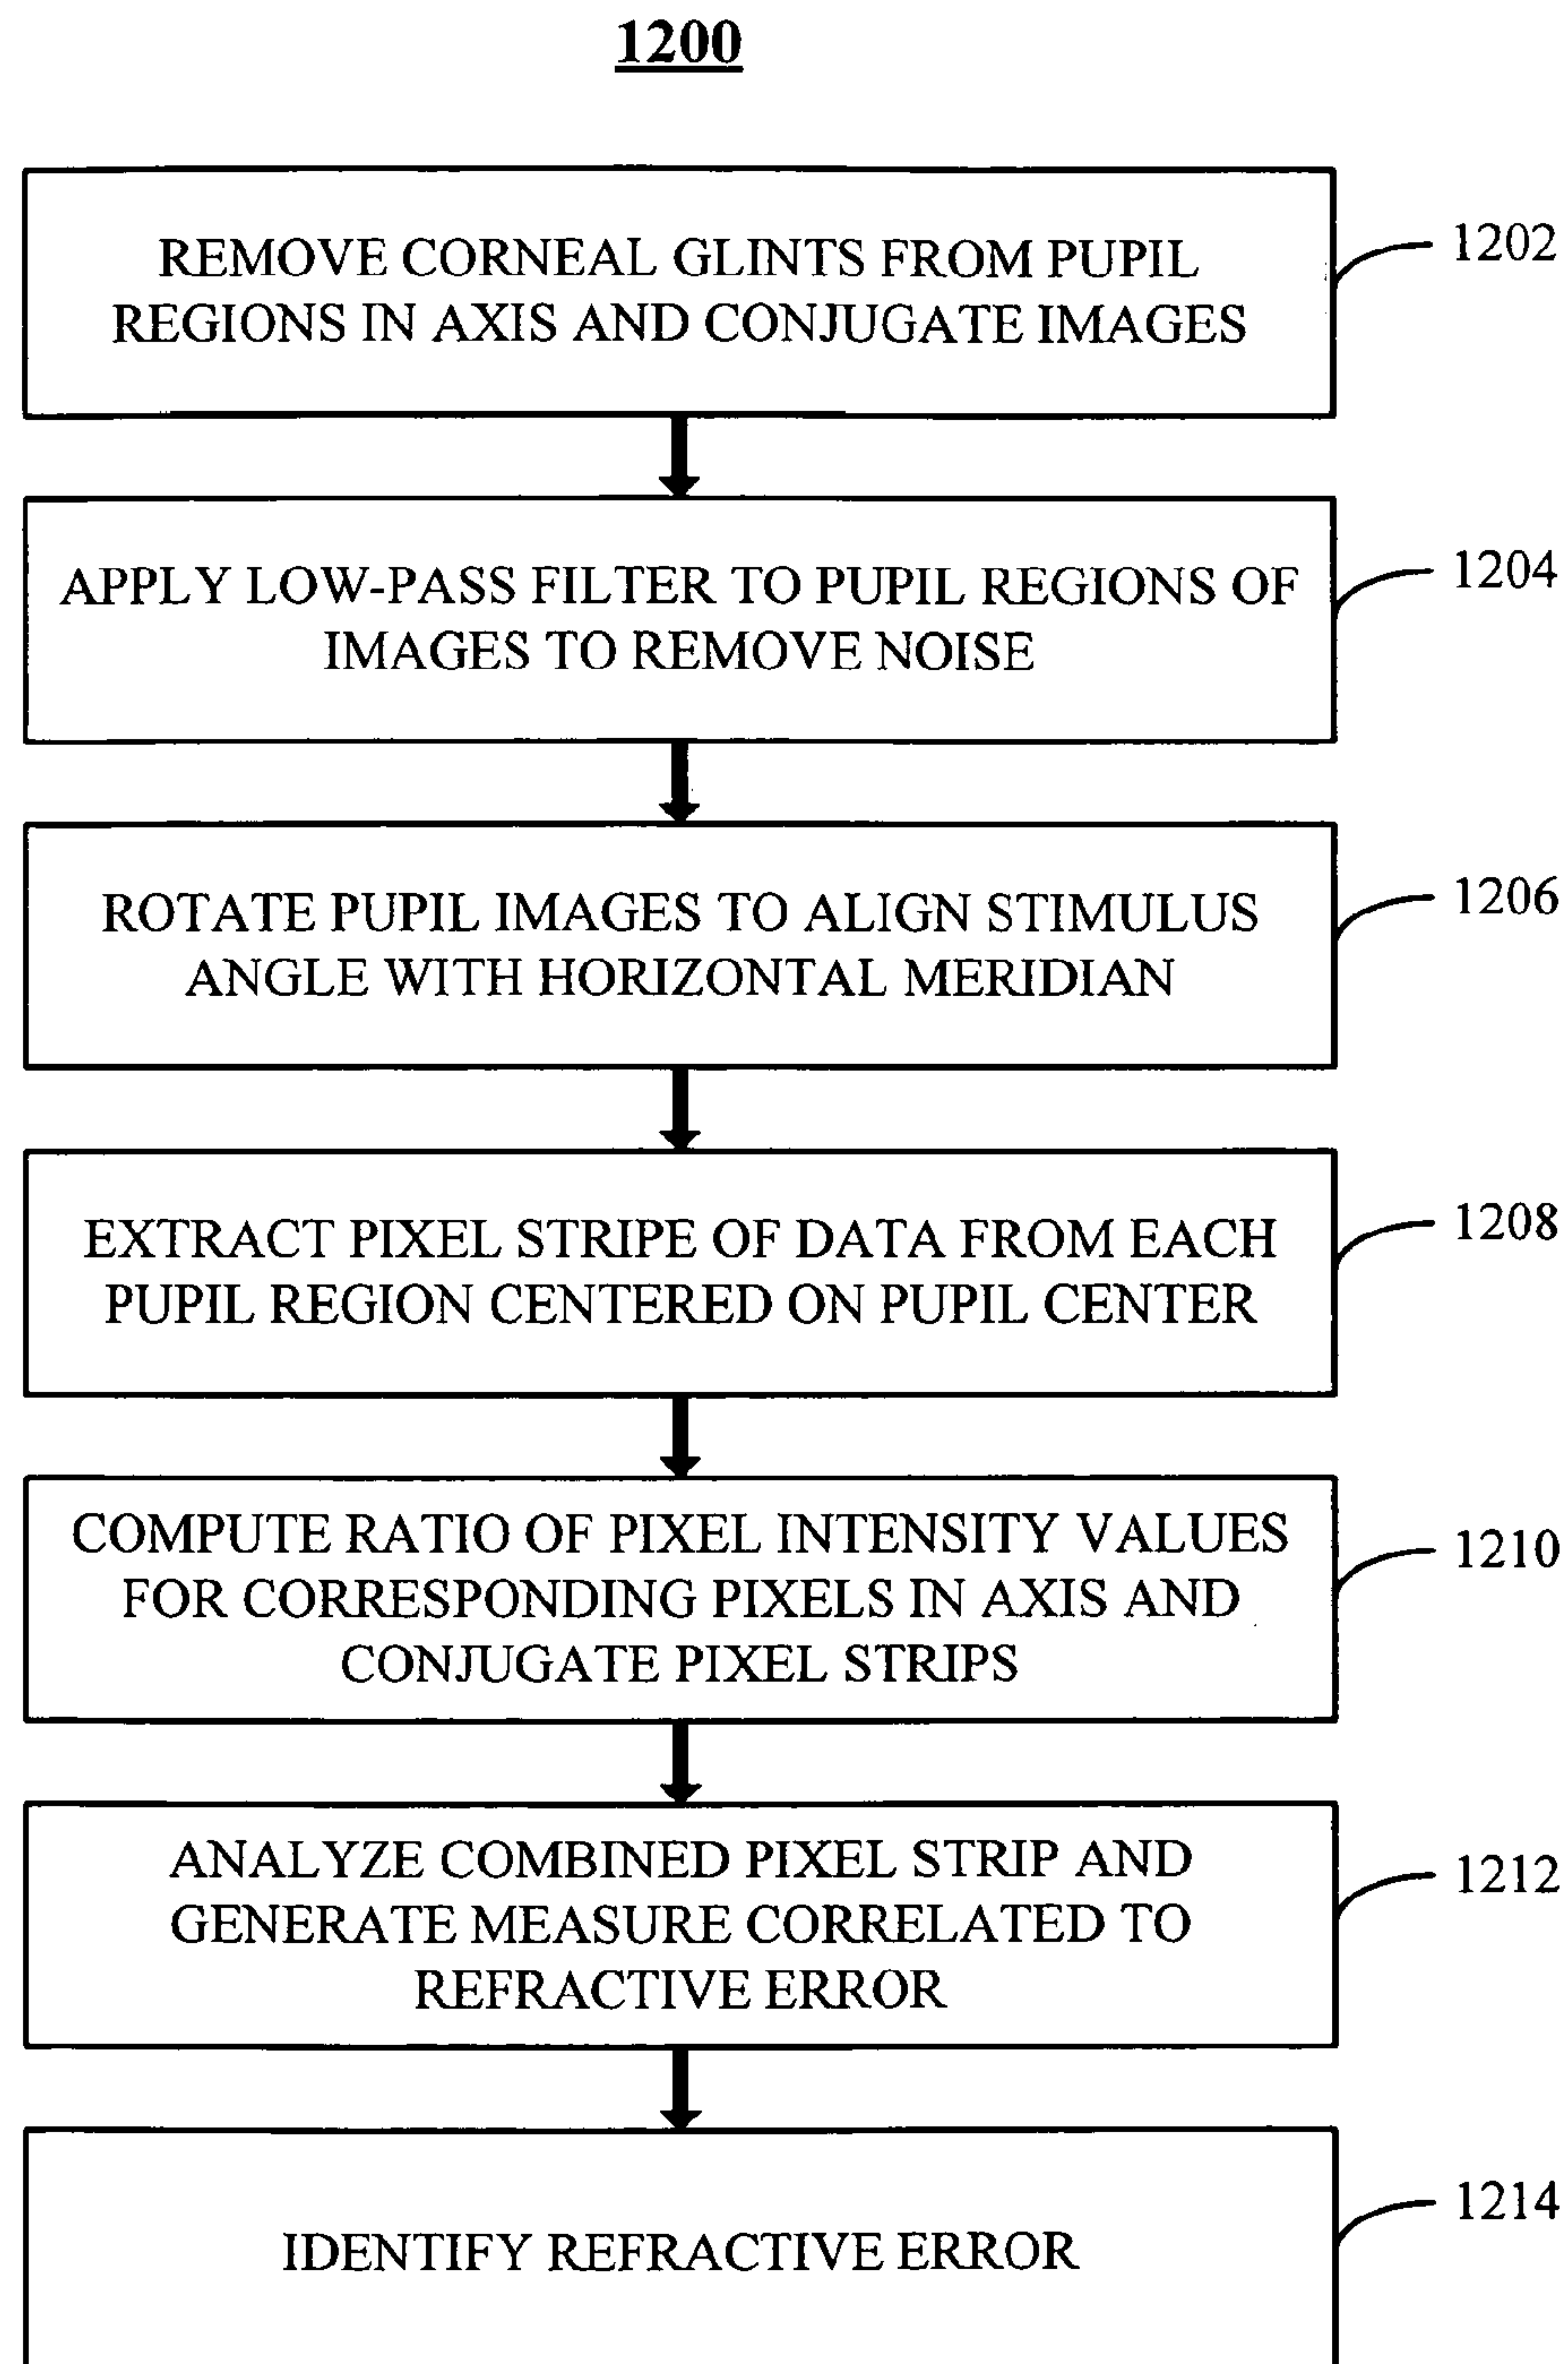 1200
REMOVE CORNEAL GLINTS FROM PUPIL
REGIONS IN AXIS AND CONJUGATE IMAGES
1202
APPLY LOW-PASS FILTER TO PUPIL REGIONS OF
IMAGES TO REMOVE NOISE
1204
ROTATE PUPIL IMAGES TO ALIGN STIMULUS
ANGLE WITH HORIZONTAL MERIDIAN
1206
EXTRACT PIXEL STRIPE OF DATA FROM EACH
PUPIL REGION CENTERED ON PUPIL CENTER
1208
COMPUTE RATIO OF PIXEL INTENSITY VALUES
FOR CORRESPONDING PIXELS IN AXIS AND
CONJUGATE PIXEL STRIPS
1210
ANALYZE COMBINED PIXEL STRIP AND
GENERATE MEASURE CORRELATED TO
REFRACTIVE ERROR
1212
IDENTIFY REFRACTIVE ERROR
1214